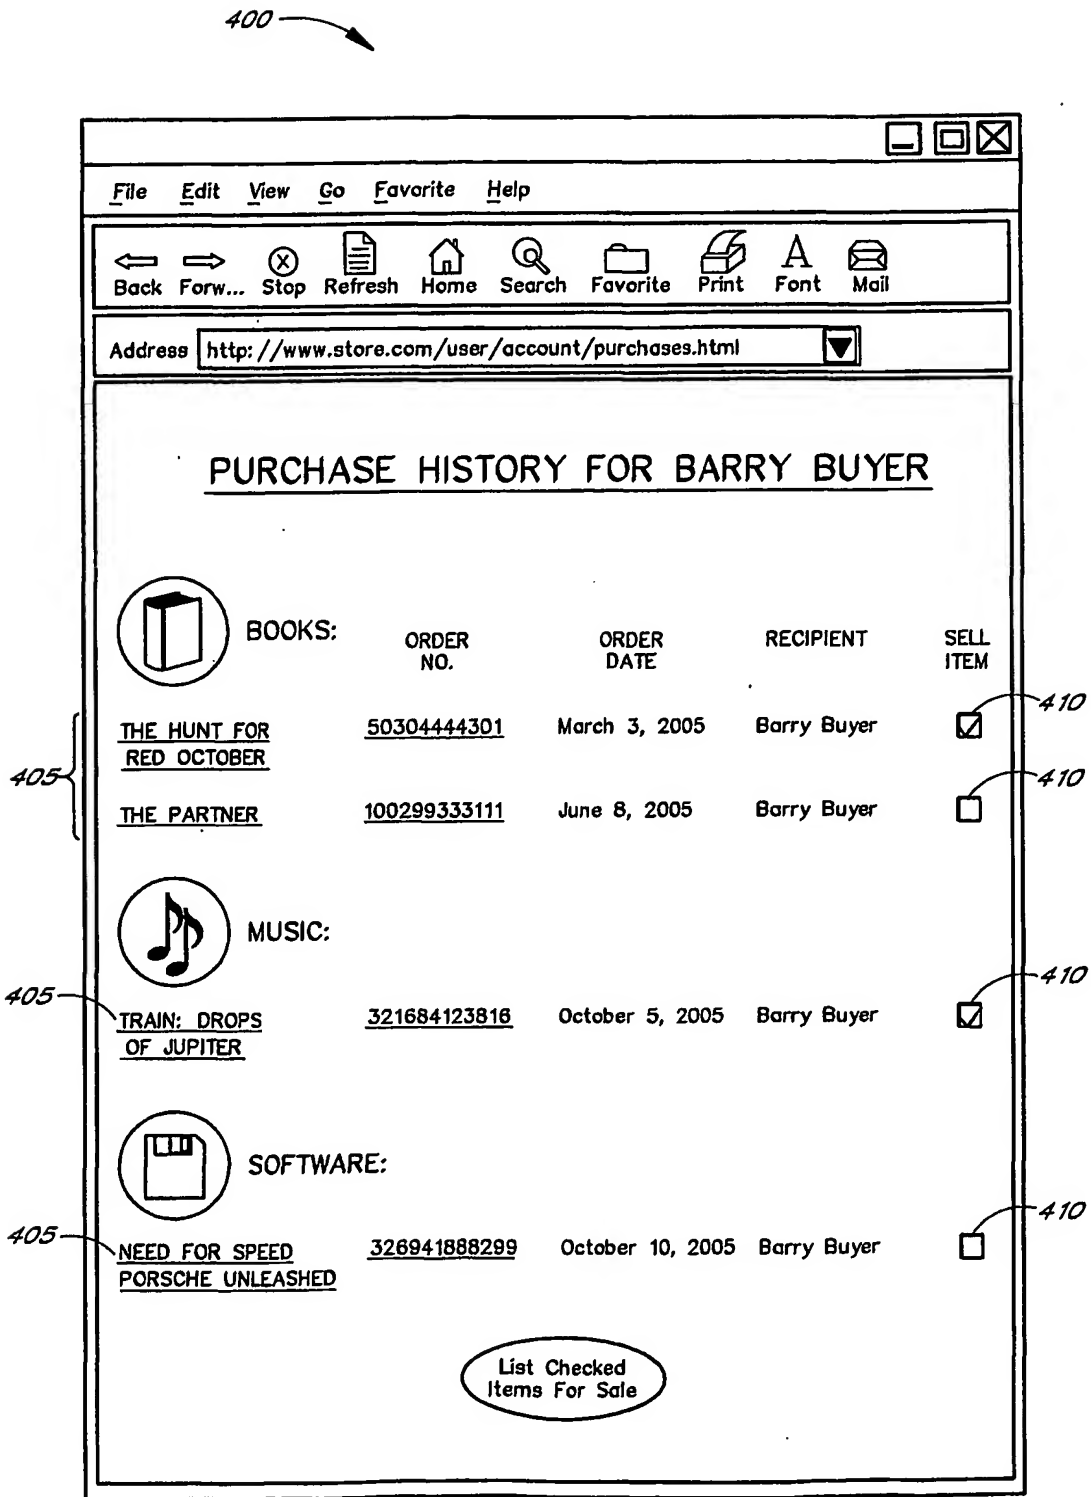 400
File Edit View Go Favorite Help
Back Forw... Stop Refresh Home Search Favorite Print A Font Mail
Address http://www.store.com/user/account/purchases.html
PURCHASE HISTORY FOR BARRY BUYER
BOOKS:
ORDER NO.
ORDER DATE
RECIPIENT
SELL ITEM
405
THE HUNT FOR
RED OCTOBER
50304444301 March 3, 2005 Barry Buyer 410
THE PARTNER 100299333111 June 8, 2005 Barry Buyer 410
MUSIC:
405
TRAIN: DROPS
OF JUPITER
321684123816 October 5, 2005 Barry Buyer 410
SOFTWARE:
405
NEED FOR SPEED
PORSCHE UNLEASHED
326941888299 October 10, 2005 Barry Buyer 410
List Checked
Items For Sale